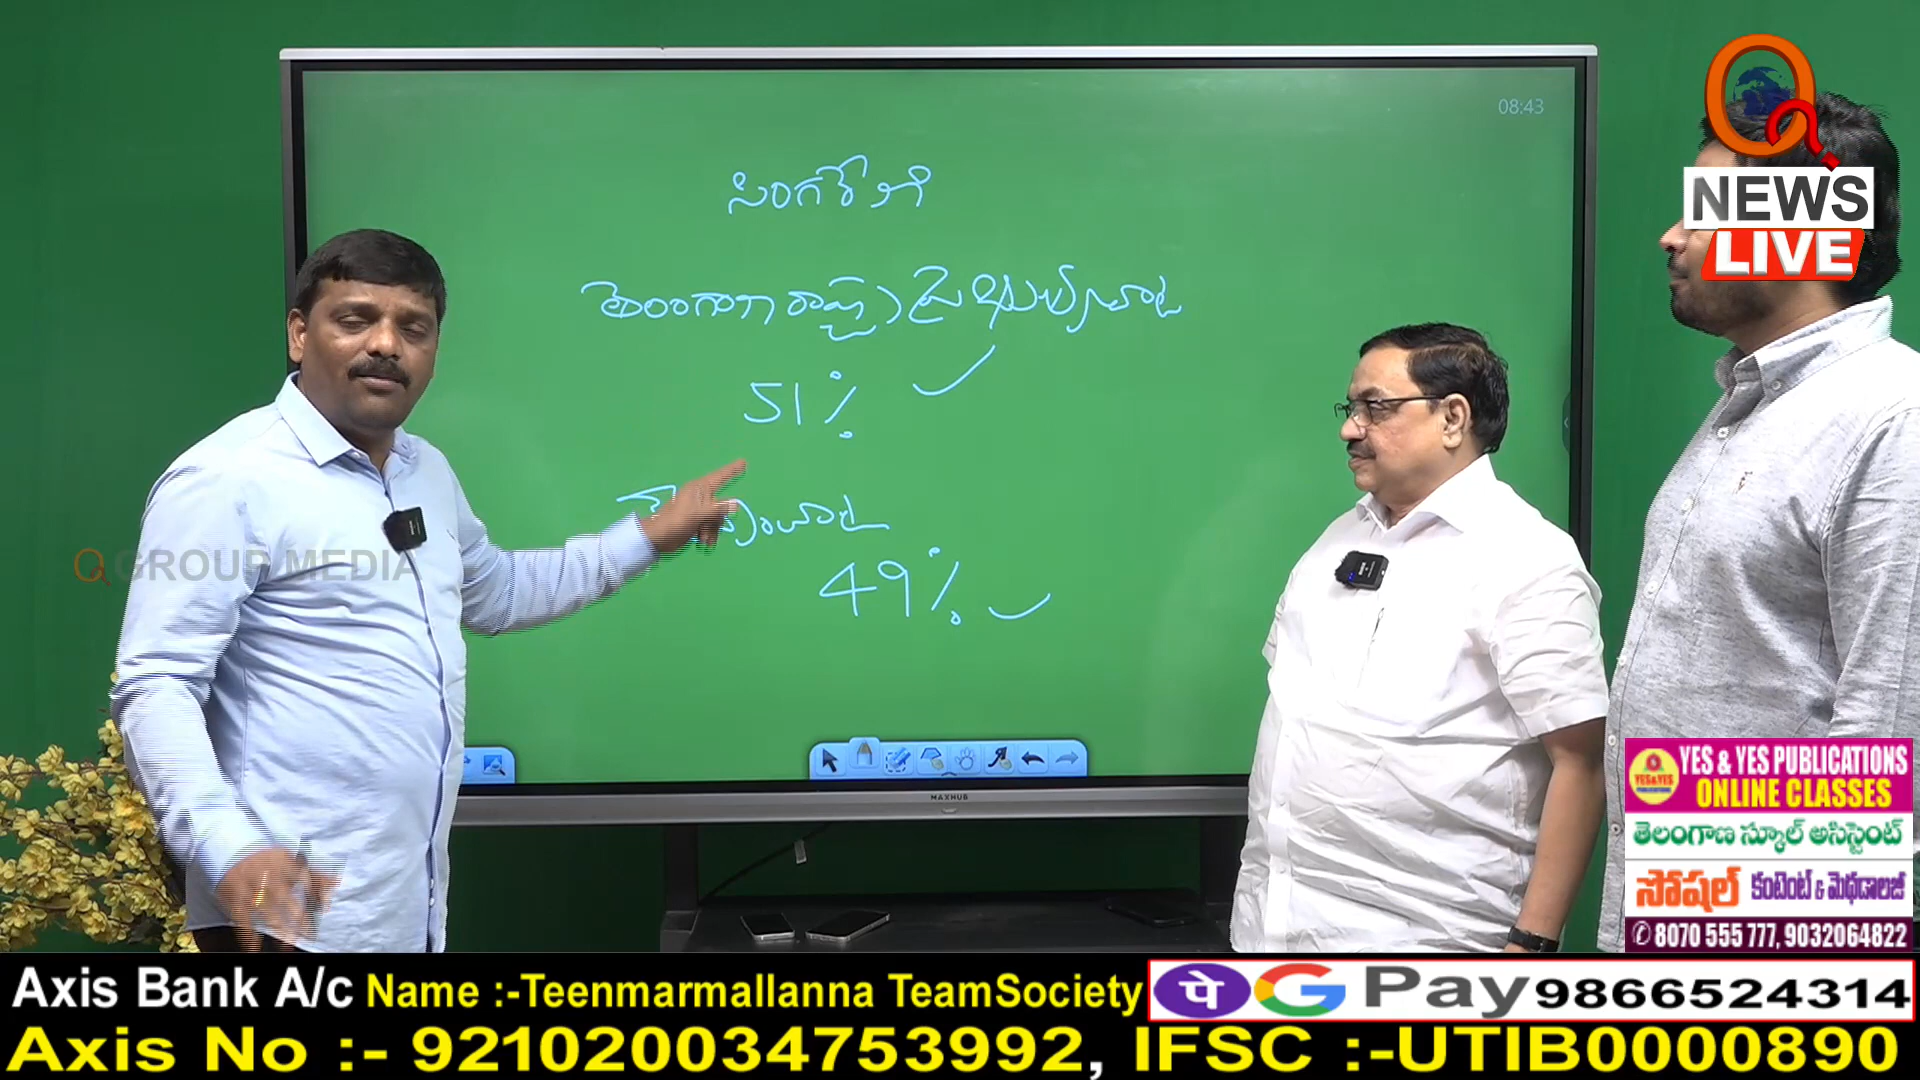 08:43
Q
NEWS
LIVE
సింగరేణి
తెలంగాణ రాష్ట్ర ప్రభుత్వ వాటా
51%
కేంద్రం వాటా
49%
Q GROUP MEDIA
MAXHUB
YES & YES PUBLICATIONS
ONLINE CLASSES
తెలంగాణ స్కూల్ అసిస్టెంట్
సోషల్ కంటెంట్ & మెథడాలజీ
8070 555 777, 9032064822
Axis Bank A/c Name :-Teenmarmallanna TeamSociety पे G Pay 9866524314
Axis No :- 921020034753992, IFSC :-UTIB0000890